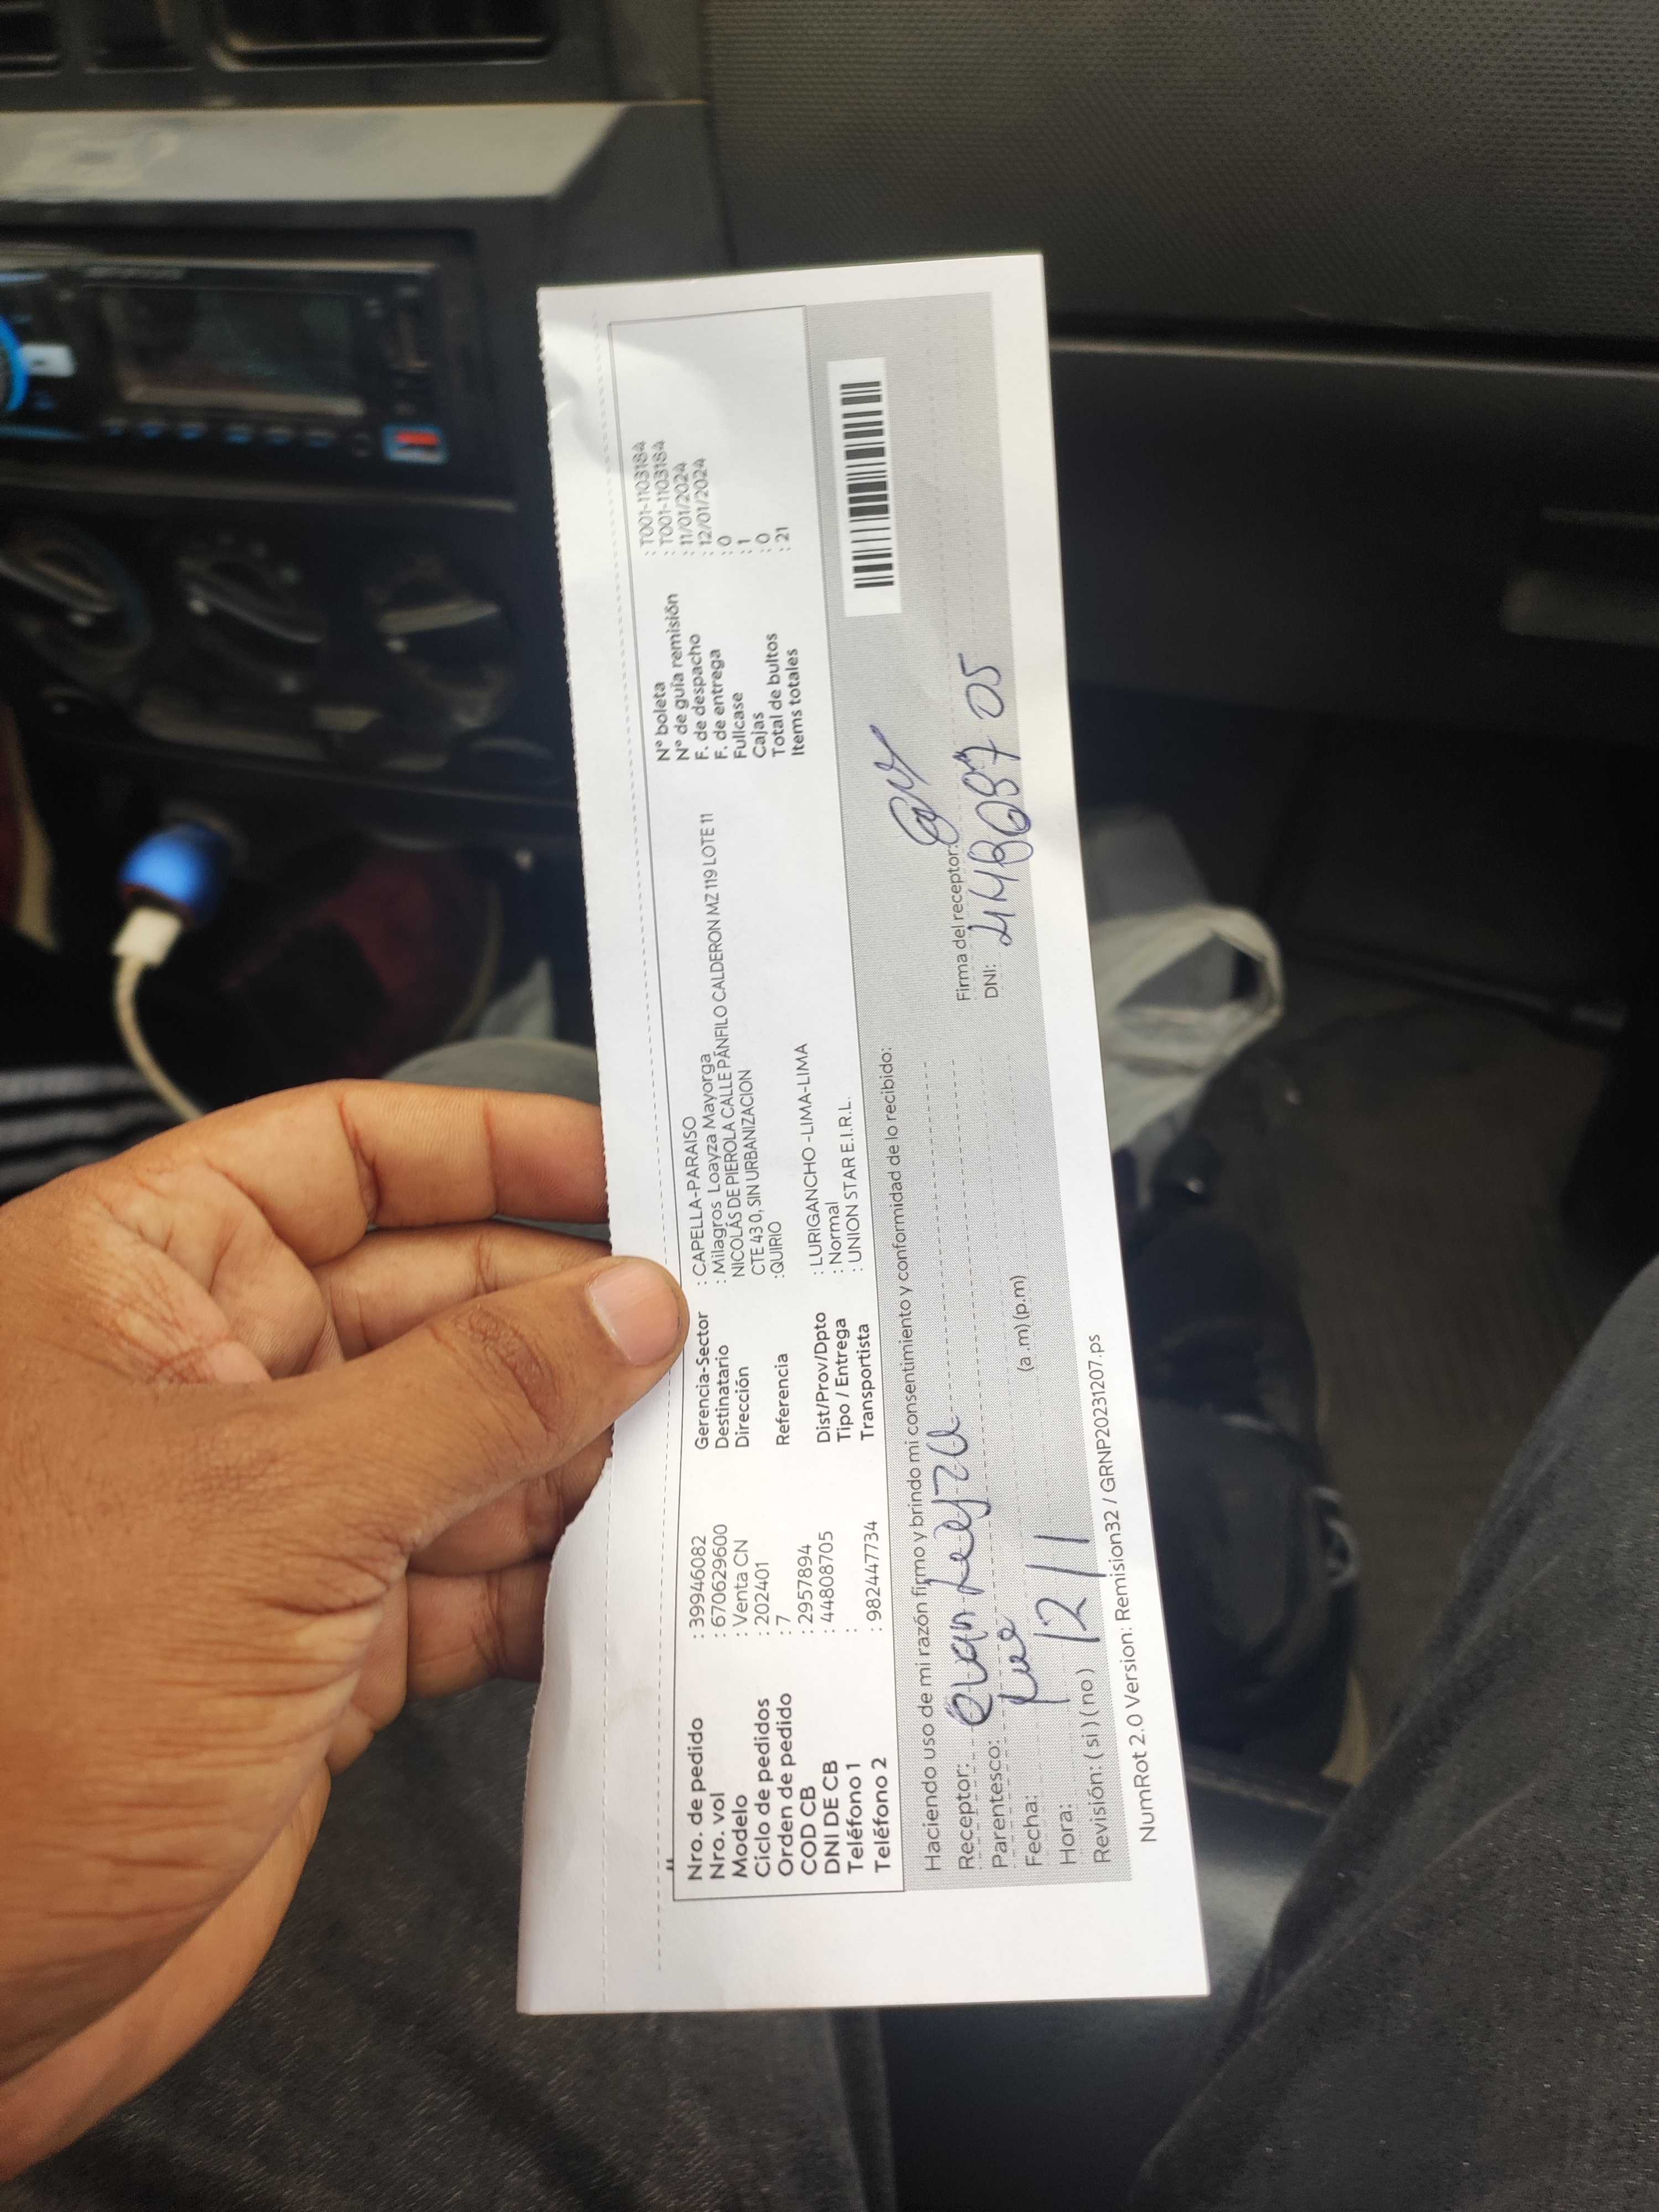 Nro. de pedido : 39946082
Nro. vol : 670629600
Modelo : Venta CN
Ciclo de pedidos : 202401
Orden de pedido : 7
COD CB : 2957894
DNI DE CB : 44808705
Teléfono 1 :
Teléfono 2 : 982447734
Gerencia-Sector : CAPELLA-PARAISO
Destinatario : Milagros Loayza Mayorga
Dirección NICOLÁS DE PIEROLA CALLE PÁNFILO CALDERON MZ 119 LOTE 11
CTE 43 0, SIN URBANIZACION
Referencia :QUIRIO
Dist/Prov/Dpto : LURIGANCHO -LIMA-LIMA
Tipo / Entrega : Normal
Transportista : UNION STAR E.I.R.L.
N° boleta : T001-1103184
N° de guía remisión : T001-1103184
F. de despacho : 11/01/2024
F. de entrega : 12/01/2024
Fullcase : 0
Cajas : 1
Total de bultos : 0
Items totales : 21
Haciendo uso de mi razón firmo y brindo mi consentimiento y conformidad de lo recibido:
Receptor:
Parentesco:
Fecha: 12/1
Hora: (a .m) (p.m)
Revisión: ( si ) ( no )
Firma del receptor:
DNI:
NumRot 2.0 Version: Remision32 / GRNP20231207.ps